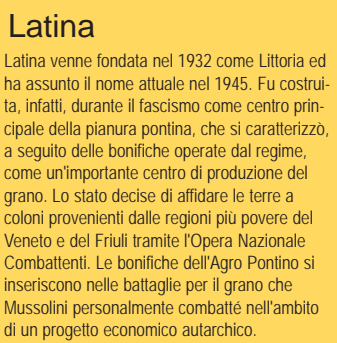 Latina
Latina venne fondata nel 1932 come Littoria ed
ha assunto il nome attuale nel 1945. Fu costrui-
ta, infatti, durante il fascismo come centro prin-
cipale della pianura pontina, che si caratterizzò,
a seguito delle bonifiche operate dal regime,
come un'importante centro di produzione del
grano. Lo stato decise di affidare le terre a
coloni provenienti dalle regioni più povere del
Veneto e del Friuli tramite l'Opera Nazionale
Combattenti. Le bonifiche dell'Agro Pontino si
inseriscono nelle battaglie per il grano che
Mussolini personalmente combatté nell'ambito
di un progetto economico autarchico.